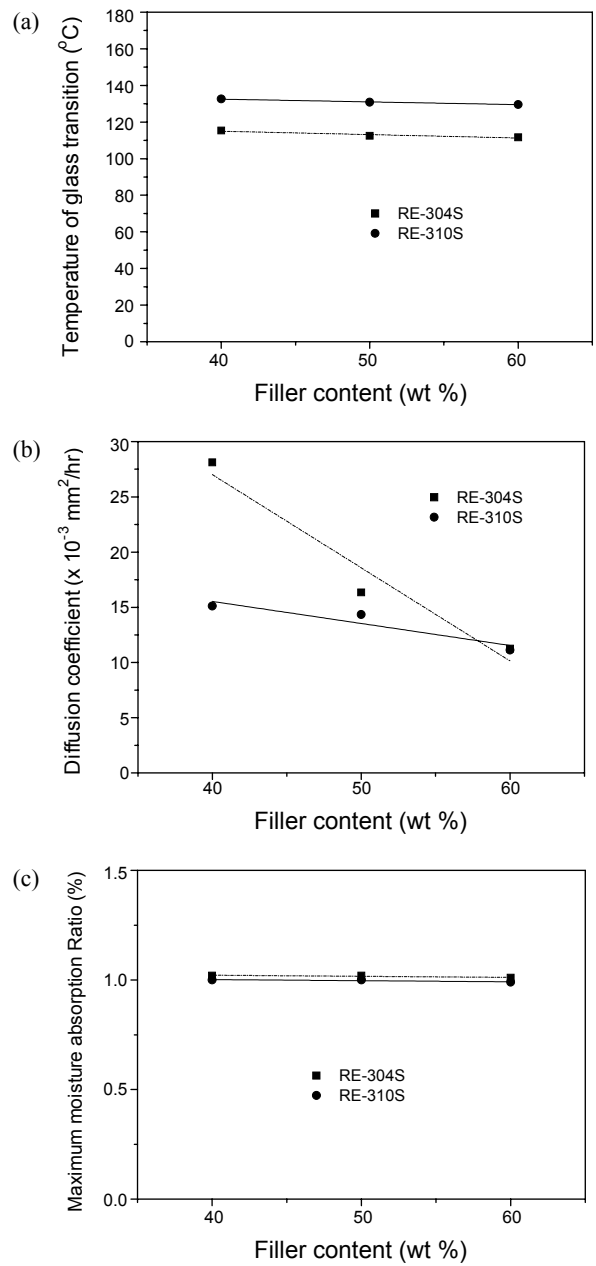 (a)
Temperature of glass transition (°C)
180
160
140
120
100
80
60
40
20
0
RE-304S
RE-310S
40
50
60
Filler content (wt %)
(b)
Diffusion coefficient (x 10⁻³ mm²/hr)
30
25
20
15
10
5
0
RE-304S
RE-310S
40
50
60
Filler content (wt %)
(c)
Maximum moisture absorption Ratio (%)
1.5
1.0
0.5
0.0
RE-304S
RE-310S
40
50
60
Filler content (wt %)